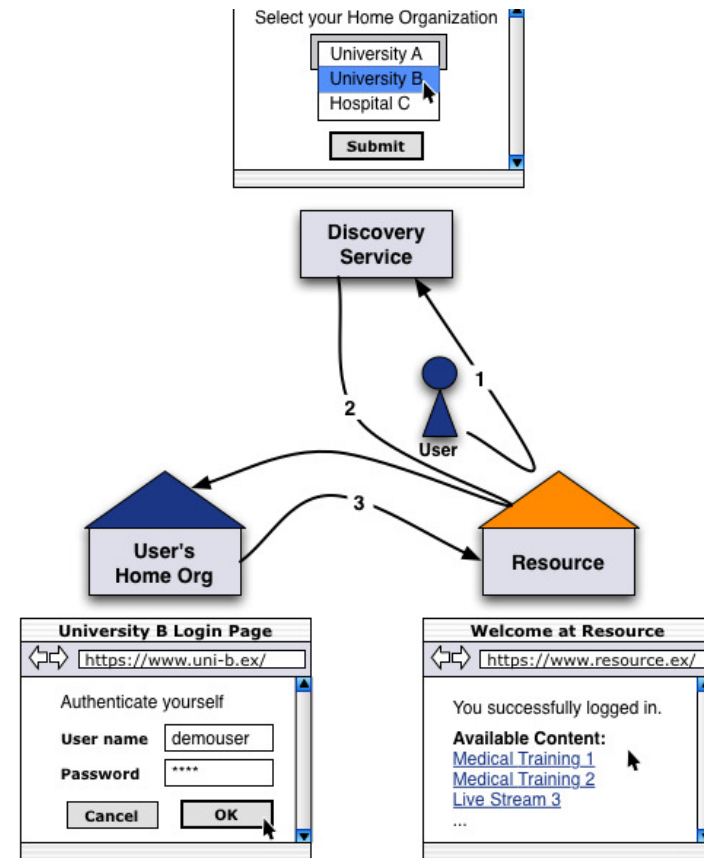 Select your Home Organization
University A
University B
Hospital C
Submit
Discovery
Service
1
2
User
3
User's
Home Org
Resource
University B Login Page
https://www.uni-b.ex/
Authenticate yourself
User name demouser
Password ****
Cancel OK
Welcome at Resource
https://www.resource.ex/
You successfully logged in.
Available Content:
Medical Training 1
Medical Training 2
Live Stream 3
...